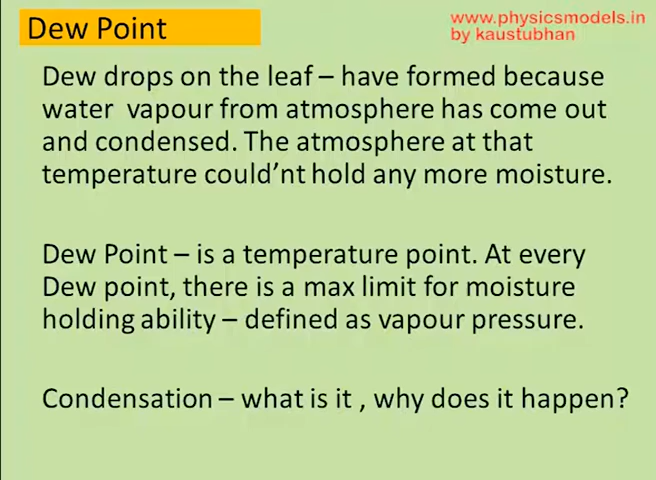 Dew Point
www.physicsmodels.in
by kaustubhan
Dew drops on the leaf – have formed because
water vapour from atmosphere has come out
and condensed. The atmosphere at that
temperature could'nt hold any more moisture.
Dew Point – is a temperature point. At every
Dew point, there is a max limit for moisture
holding ability – defined as vapour pressure.
Condensation – what is it , why does it happen?